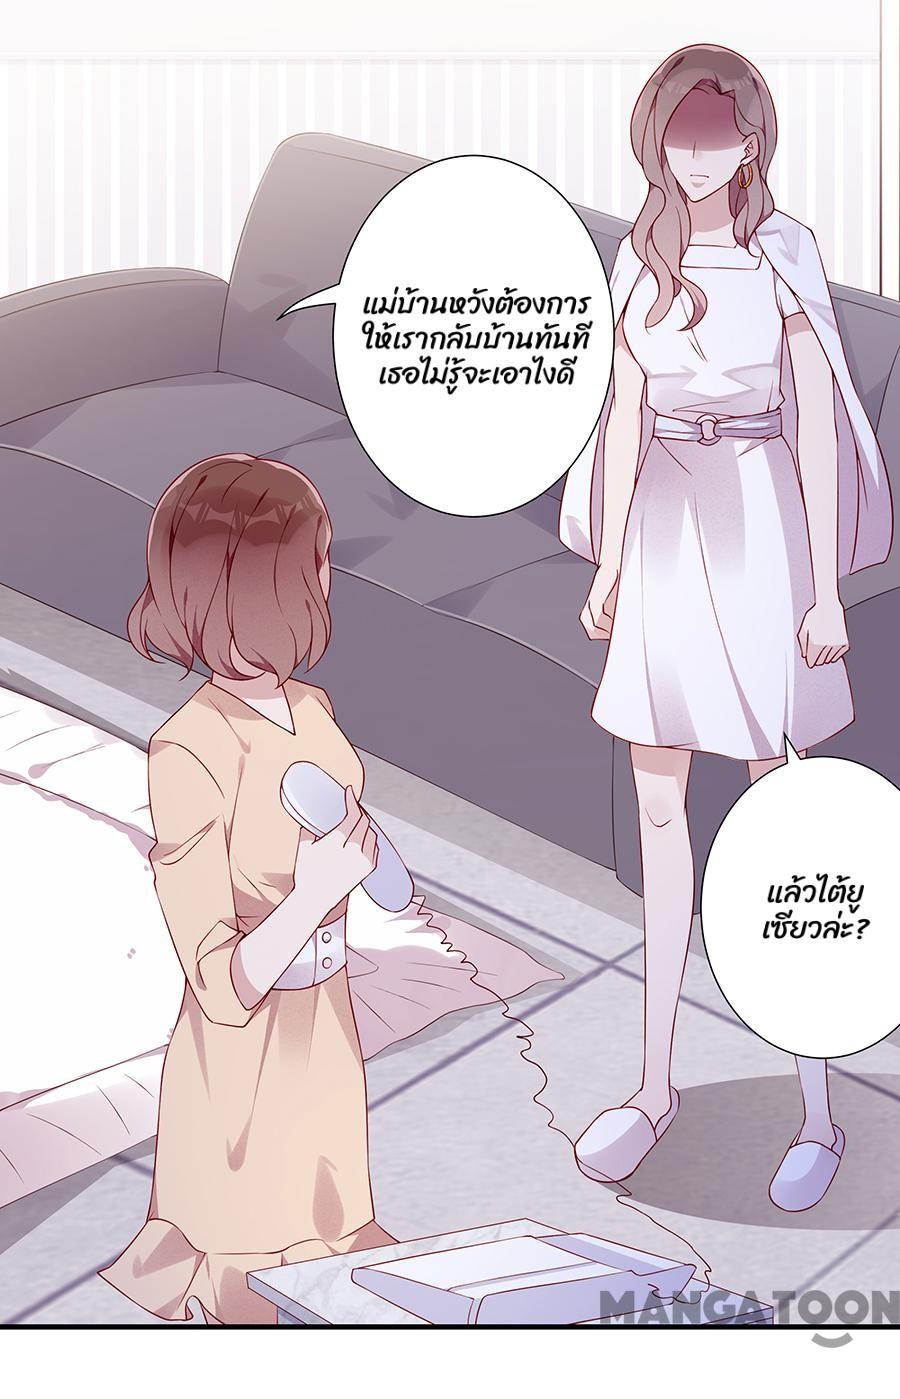 แม่บ้านหวังต้องการ
ให้เรากลับบ้านทันที
เธอไม่รู้จะเอาไงดี
แล้วไต้ยู
เซียวล่ะ?
MANGATOON